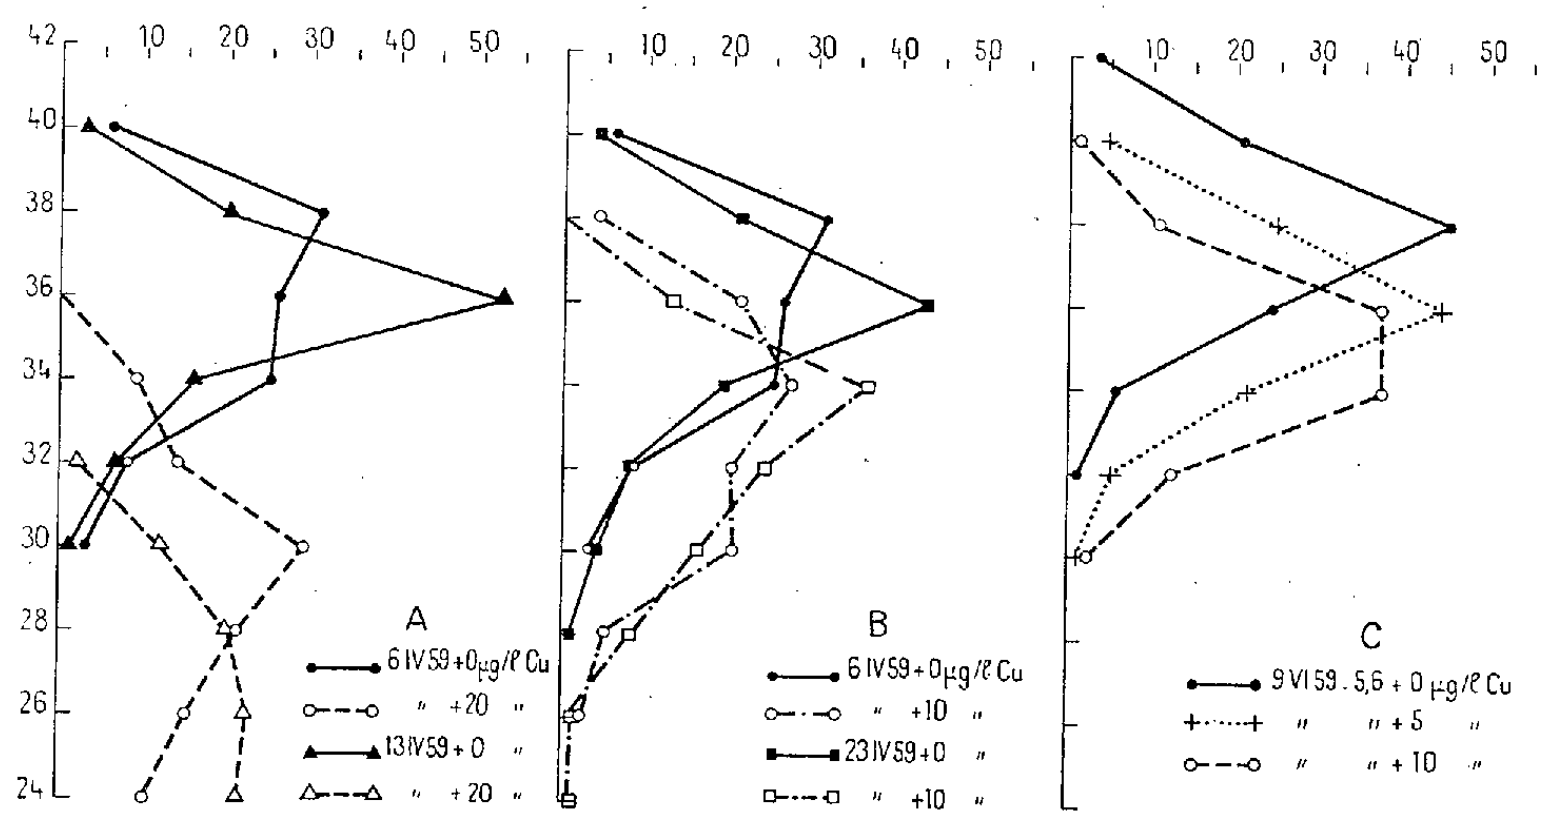 10 20 30 40 50
10 20 30 40 50
10 20 30 40 50
42
40
38
36
34
32
30
28
26
24
A
6 IV 59 + 0 µg/ℓ Cu
" +20 "
13 IV 59 + 0 "
" +20 "
B
6 IV 59 + 0 µg/ℓ Cu
" +10 "
23 IV 59 + 0 "
" +10 "
C
9 VI 59 - 5,6 + 0 µg/ℓ Cu
" " + 5 "
" " + 10 "